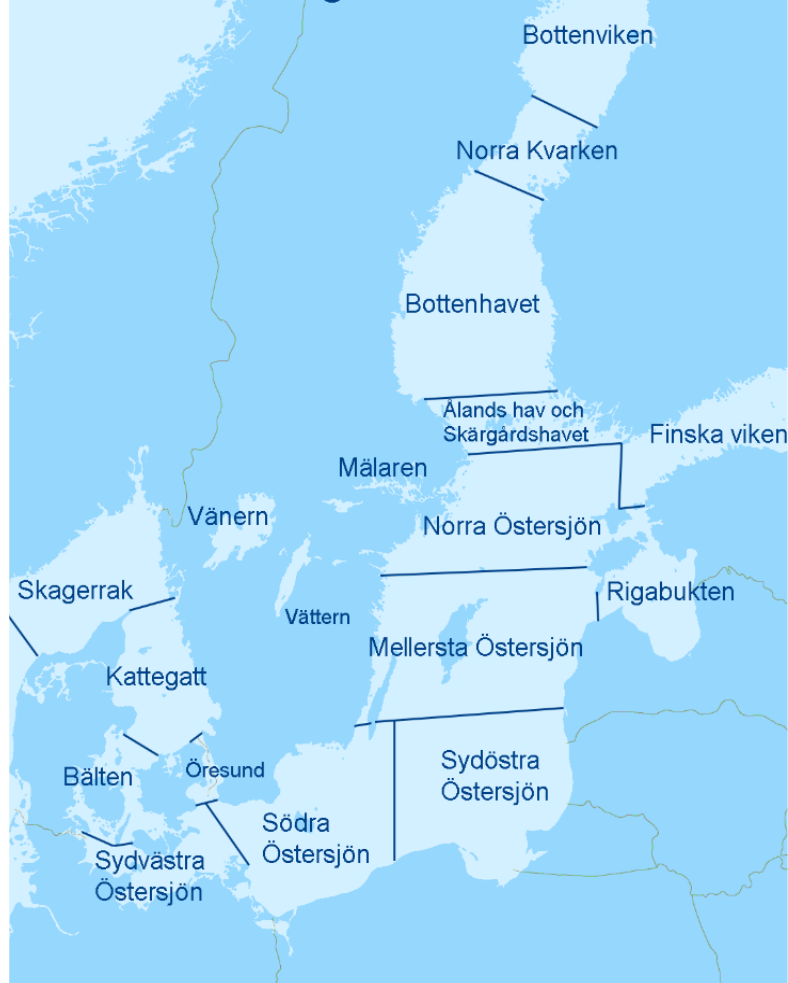 Bottenviken
Norra Kvarken
Bottenhavet
Ålands hav och
Skärgårdshavet
Finska viken
Mälaren
Vänern
Norra Östersjön
Skagerrak
Rigabukten
Vättern
Mellersta Östersjön
Kattegatt
Bälten
Öresund
Sydöstra
Östersjön
Södra
Östersjön
Sydvästra
Östersjön